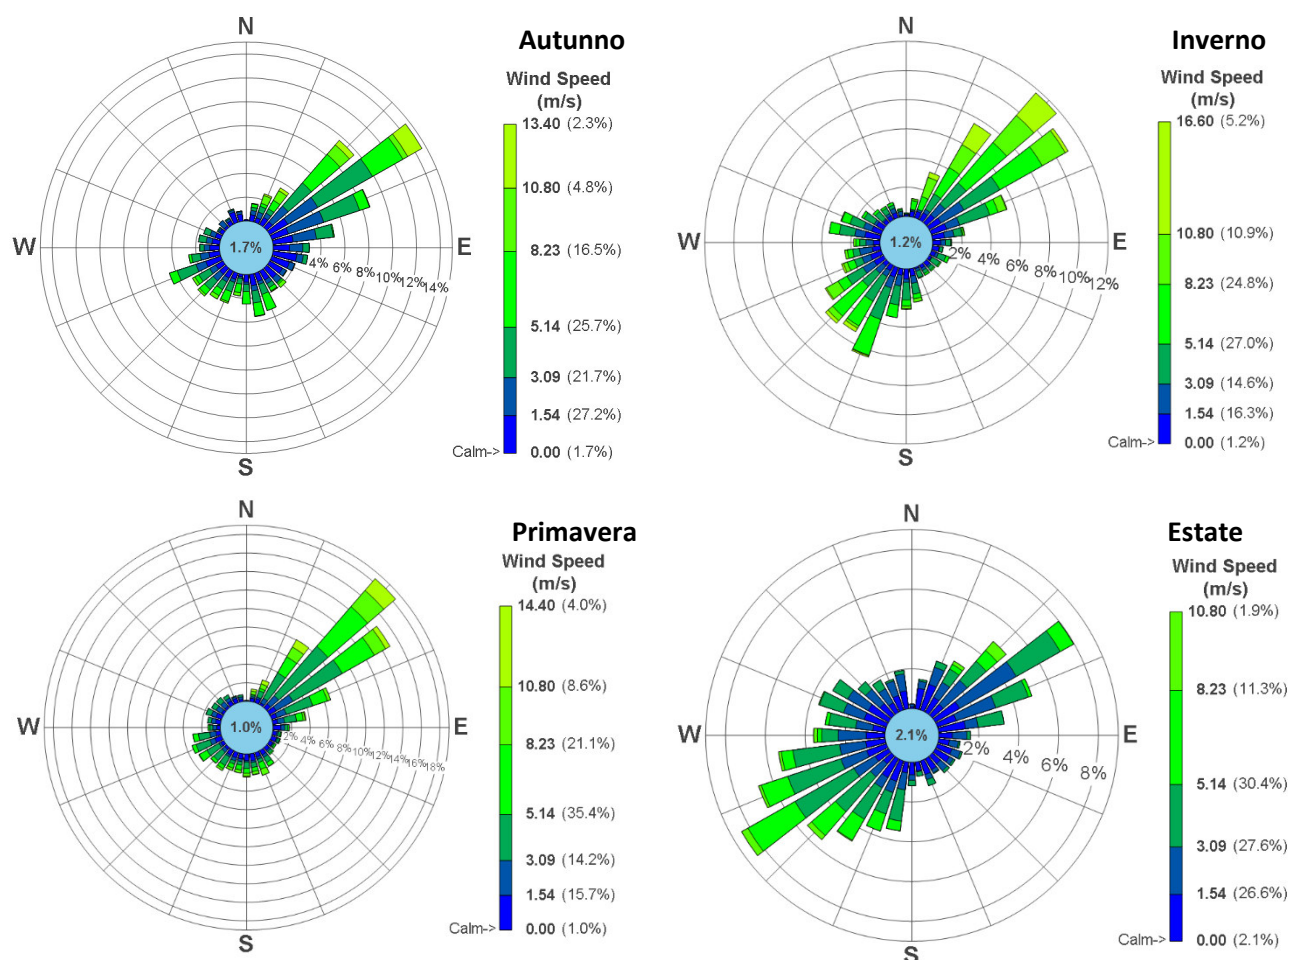 N
Autunno
Wind Speed
(m/s)
13.40 (2.3%)
10.80 (4.8%)
8.23 (16.5%)
5.14 (25.7%)
3.09 (21.7%)
1.54 (27.2%)
Calm-> 0.00 (1.7%)
W
1.7%
E
4% 6% 8% 10% 12% 14%
S
N
Inverno
Wind Speed
(m/s)
16.60 (5.2%)
10.80 (10.9%)
8.23 (24.8%)
5.14 (27.0%)
3.09 (14.6%)
1.54 (16.3%)
Calm-> 0.00 (1.2%)
W
1.2%
E
2% 4% 6% 8% 10% 12%
S
N
Primavera
Wind Speed
(m/s)
14.40 (4.0%)
10.80 (8.6%)
8.23 (21.1%)
5.14 (35.4%)
3.09 (14.2%)
1.54 (15.7%)
Calm-> 0.00 (1.0%)
W
1.0%
E
2% 4% 6% 8% 10% 12% 14% 16% 18%
S
N
Estate
Wind Speed
(m/s)
10.80 (1.9%)
8.23 (11.3%)
5.14 (30.4%)
3.09 (27.6%)
1.54 (26.6%)
Calm-> 0.00 (2.1%)
W
2.1%
E
2% 4% 6% 8%
S